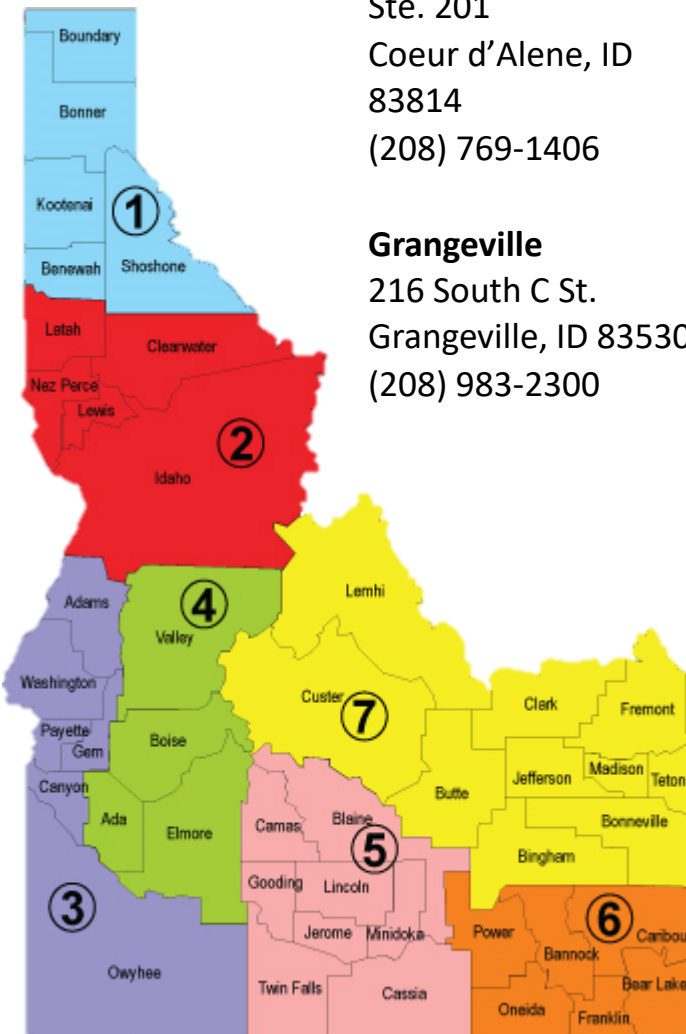 Ste. 201
Coeur d’Alene, ID
83814
(208) 769-1406
Grangeville
216 South C St.
Grangeville, ID 83530
(208) 983-2300
Boundary
Bonner
Kootenai
1
Benewah
Shoshone
Latah
Clearwater
Nez Perce
Lewis
2
Idaho
Adams
4
Valley
Lemhi
Washington
Custer
7
Clark
Fremont
Payette
Gem
Boise
Canyon
Jefferson
Madison
Teton
Butte
Ada
Elmore
Camas
Blaine
5
Bonneville
Bingham
Gooding
Lincoln
3
Jerome
Minidoka
Power
6
Caribou
Bannock
Owyhee
Twin Falls
Cassia
Bear Lake
Oneida
Franklin